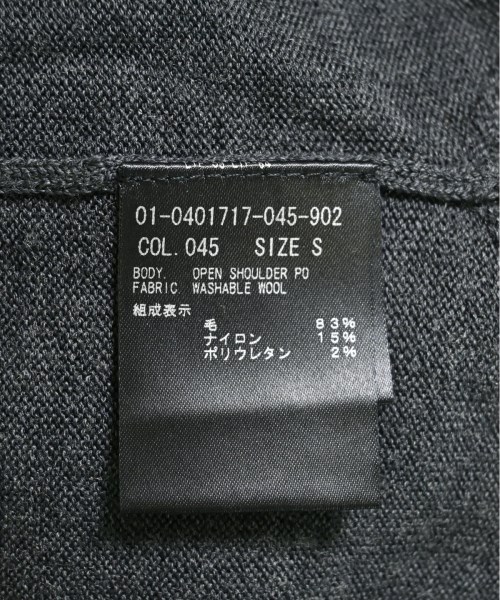 01-0401717-045-902
COL. 045 SIZE S
BODY. OPEN SHOULDER PO
FABRIC. WASHABLE WOOL
組成表示
毛 83%
ナイロン 15%
ポリウレタン 2%